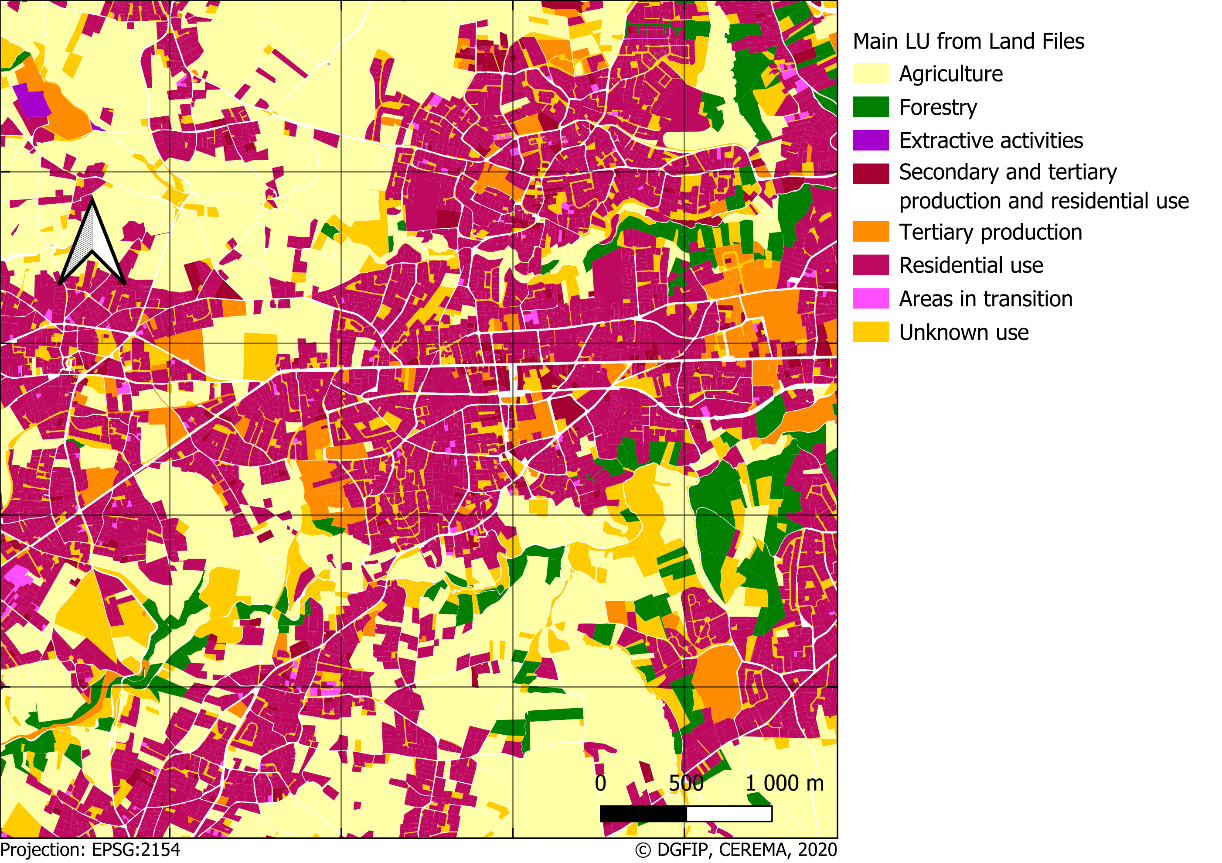 Main LU from Land Files
Agriculture
Forestry
Extractive activities
Secondary and tertiary
production and residential use
Tertiary production
Residential use
Areas in transition
Unknown use
0 500 1 000 m
Projection: EPSG:2154
© DGFIP, CEREMA, 2020